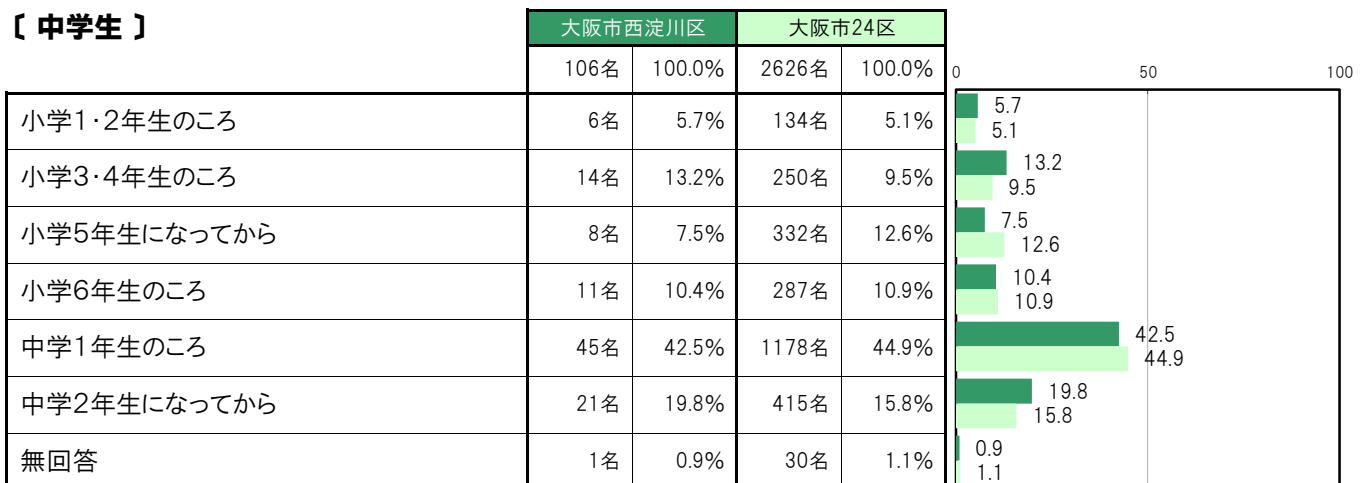 〔 中学生 〕
大阪市西淀川区 大阪市24区
106名 100.0% 2626名 100.0%
0 50 100
小学1・2年生のころ 6名 5.7% 134名 5.1%
5.7
5.1
小学3・4年生のころ 14名 13.2% 250名 9.5%
13.2
9.5
小学5年生になってから 8名 7.5% 332名 12.6%
7.5
12.6
小学6年生のころ 11名 10.4% 287名 10.9%
10.4
10.9
中学1年生のころ 45名 42.5% 1178名 44.9%
42.5
44.9
中学2年生になってから 21名 19.8% 415名 15.8%
19.8
15.8
無回答 1名 0.9% 30名 1.1%
0.9
1.1